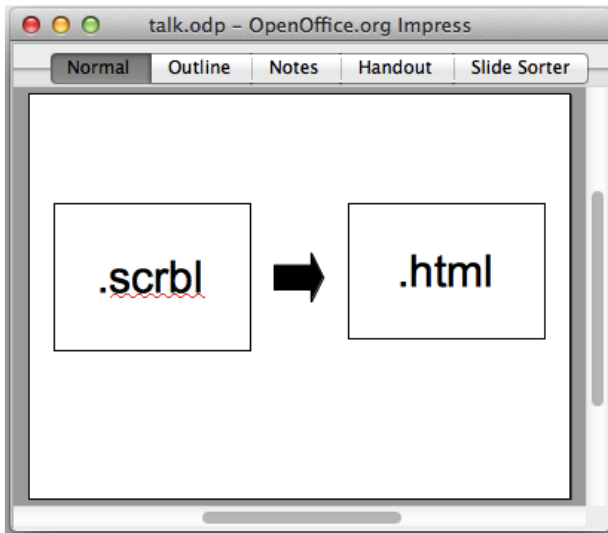 talk.odp – OpenOffice.org Impress
Normal Outline Notes Handout Slide Sorter
.scrbl .html